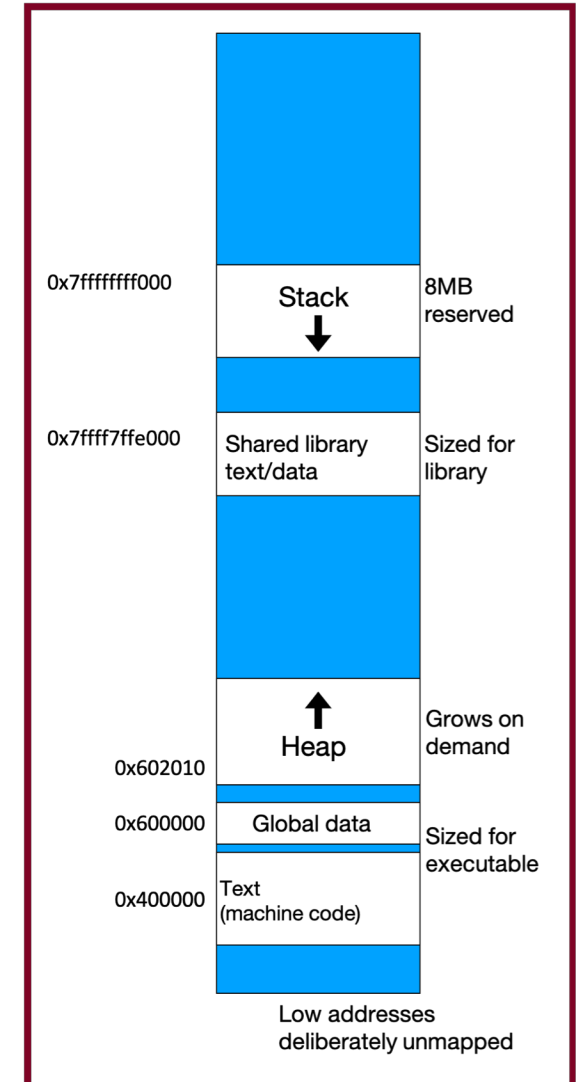 0x7ffffffff000
Stack
8MB
reserved
0x7ffff7ffe000
Shared library
text/data
Sized for
library
Heap
Grows on
demand
0x602010
0x600000
Global data
Sized for
executable
0x400000
Text
(machine code)
Low addresses
deliberately unmapped